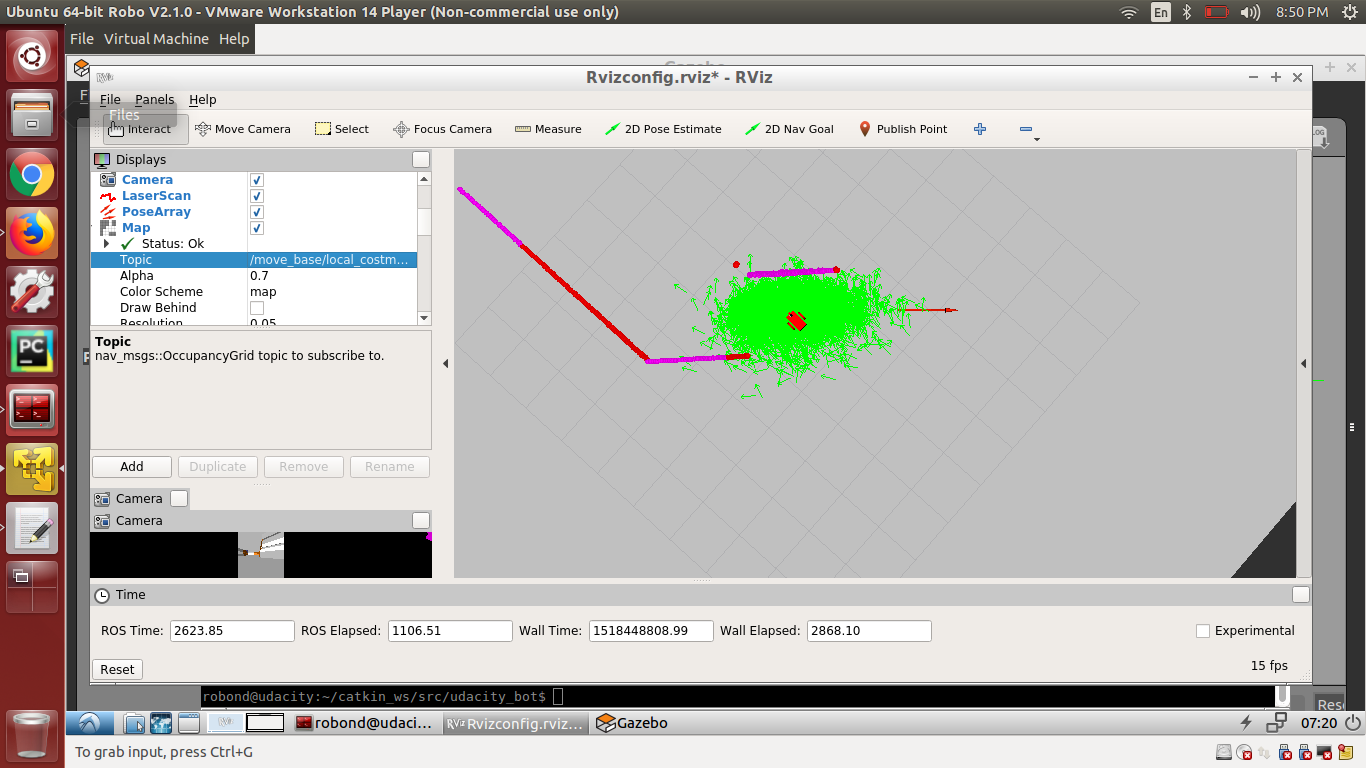 Ubuntu 64-bit Robo V2.1.0 - VMware Workstation 14 Player (Non-commercial use only) En 8:50 PM
File Virtual Machine Help
Rvizconfig.rviz* - RViz
File Panels Help
Files
Interact Move Camera Select Focus Camera Measure 2D Pose Estimate 2D Nav Goal Publish Point
Displays
Camera
LaserScan
PoseArray
Map
Status: Ok
Topic /move_base/local_costm...
Alpha 0.7
Color Scheme map
Draw Behind
Resolution 0.05
Topic
nav_msgs::OccupancyGrid topic to subscribe to.
Add Duplicate Remove Rename
Camera
Camera
Time
ROS Time: 2623.85 ROS Elapsed: 1106.51 Wall Time: 1518448808.99 Wall Elapsed: 2868.10 Experimental
Reset 15 fps
robond@udacity:~/catkin_ws/src/udacity_bot$
robond@udaci... Rvizconfig.rviz... Gazebo 07:20
To grab input, press Ctrl+G